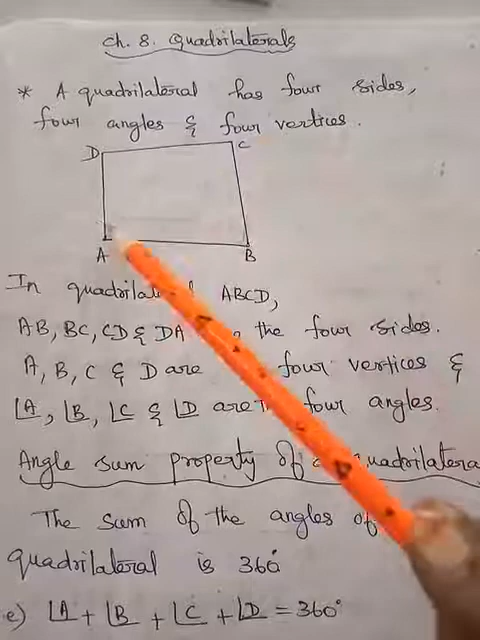 Ch. 8. Quadrilaterals
* A quadrilateral has four sides,
four angles & four vertices.
D C
A B
In ABCD,
AB, BC, CD & DA the four sides.
A, B, C & D are four vertices &
∠A, ∠B, ∠C & ∠D are four angles.
Angle sum property of
The sum of the angles of
quadrilateral is 360°
e) ∠A + ∠B + ∠C + ∠D = 360°